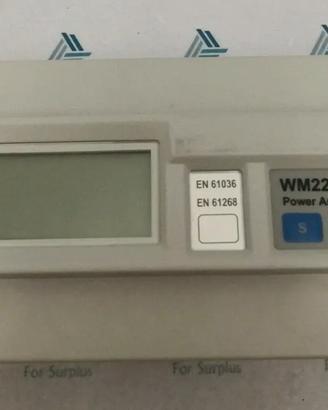 EN 61036
EN 61268
WM22
Power
S
For Surplus
For Surplus